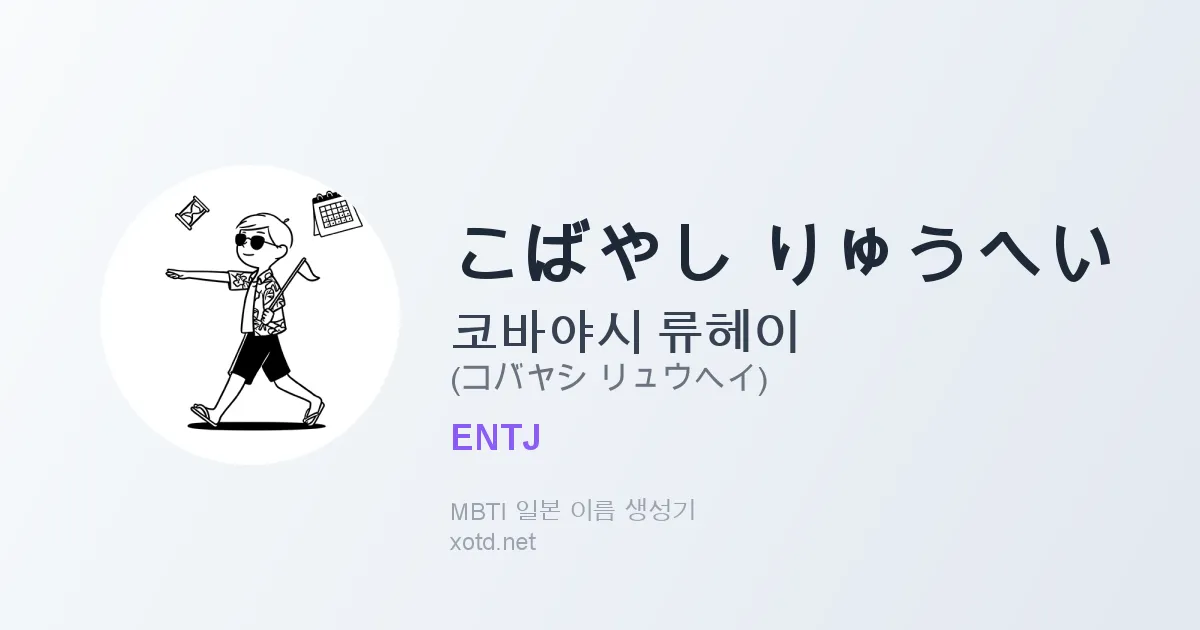 こばやし りゅうへい
코바야시 류헤이
(コバヤシ リュウヘイ)
ENTJ
MBTI 일본 이름 생성기
xotd.net